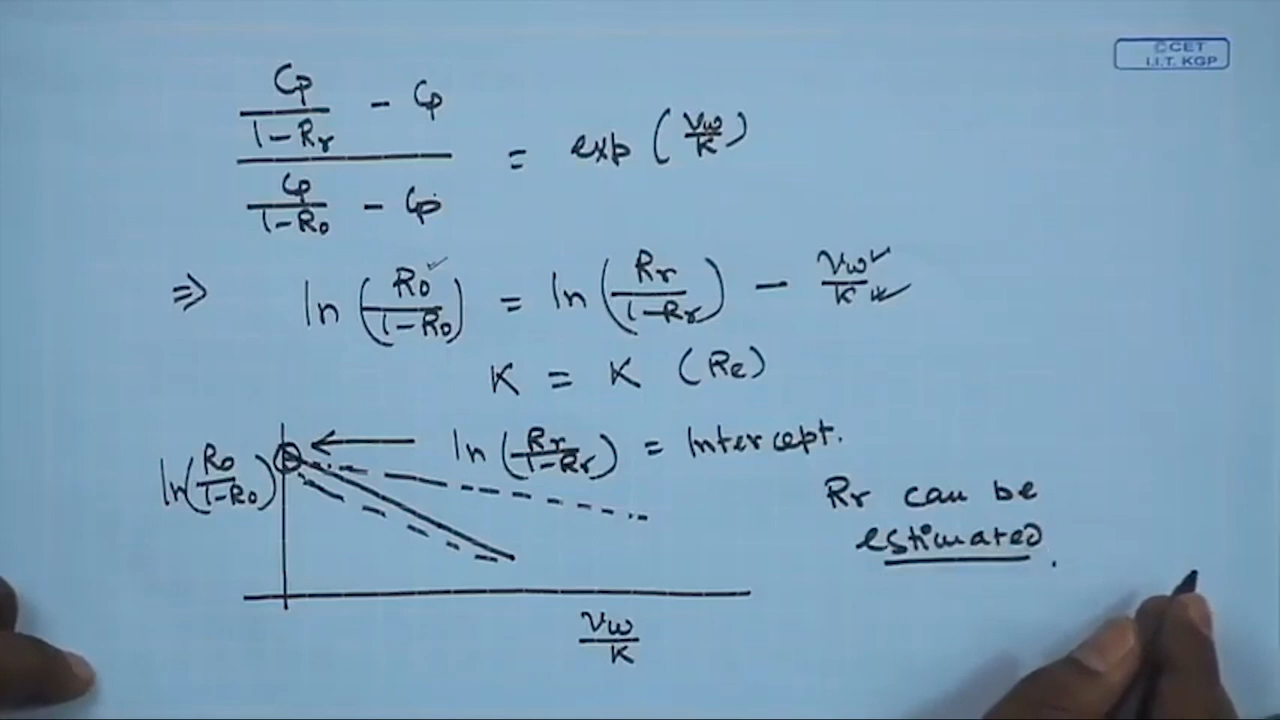 ©CET
I.I.T. KGP
Cp/(1-Rr) - Cp
Cp/(1-Ro) - Cp = exp (Vw/K)
⇒ ln (Ro/(1-Ro)) = ln (Rr/(1-Rr)) - Vw/K
K = K (Re)
ln (Rr/(1-Rr)) = Intercept.
ln (Ro/(1-Ro))
Rr can be
estimated.
Vw/K